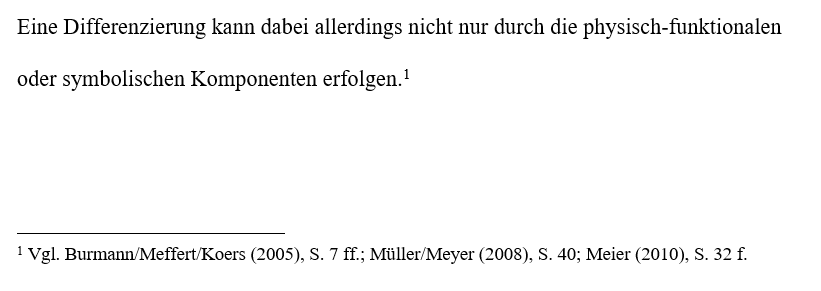 Eine Differenzierung kann dabei allerdings nicht nur durch die physisch-funktionalen
oder symbolischen Komponenten erfolgen.¹
¹ Vgl. Burmann/Meffert/Koers (2005), S. 7 ff.; Müller/Meyer (2008), S. 40; Meier (2010), S. 32 f.